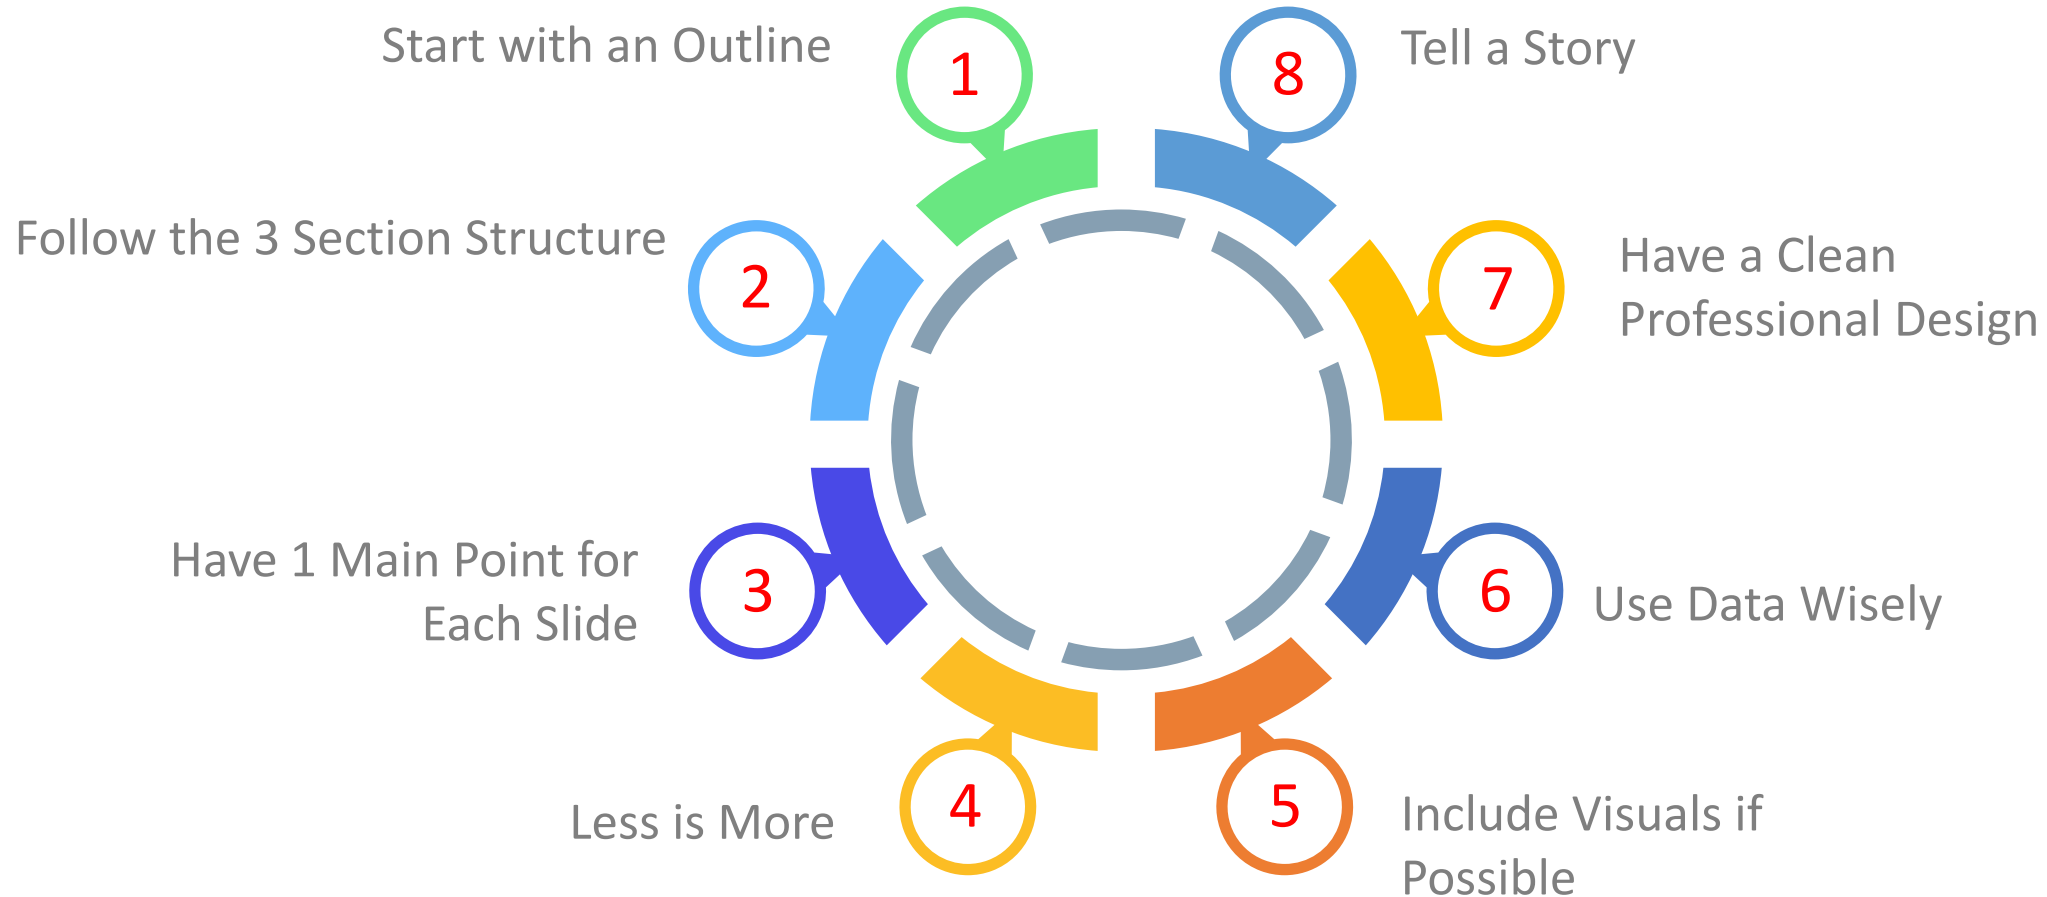 Start with an Outline
1
Follow the 3 Section Structure
2
Have 1 Main Point for
Each Slide
3
Less is More
4
5
Include Visuals if
Possible
6
Use Data Wisely
7
Have a Clean
Professional Design
8
Tell a Story